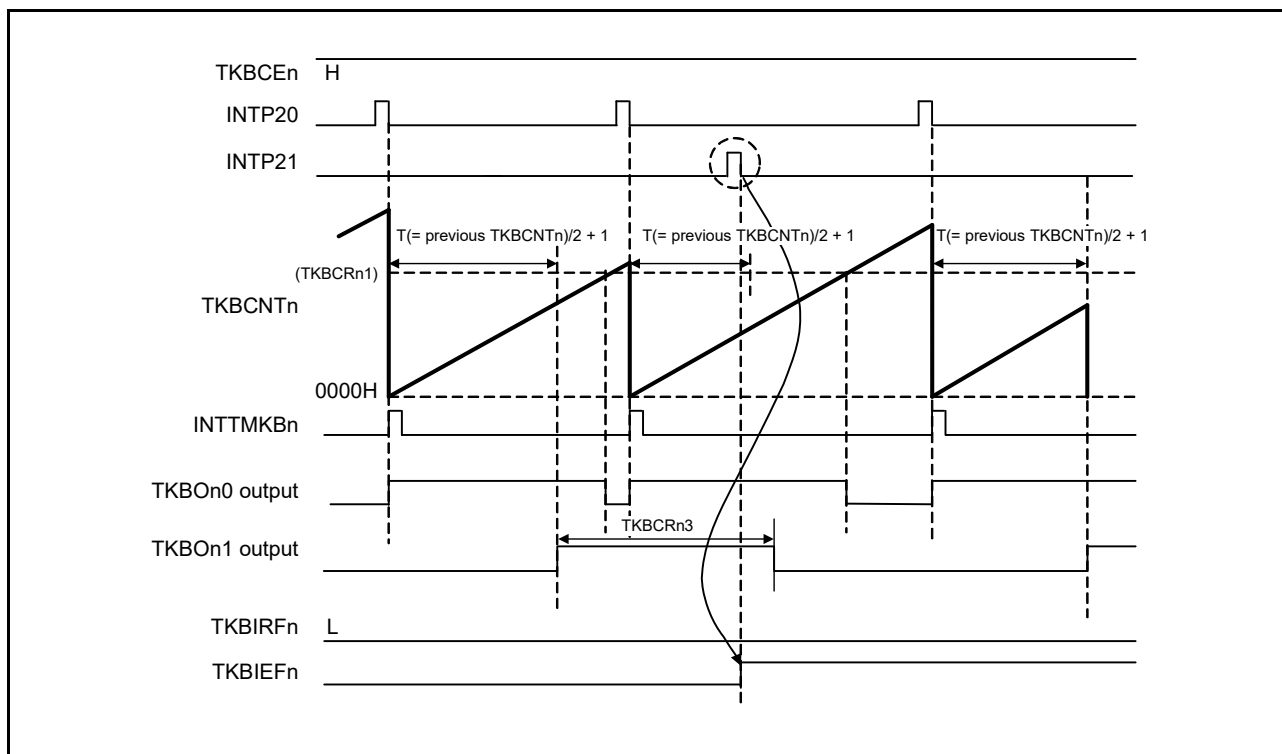 TKBCEn H
INTP20
INTP21
T(= previous TKBCNTn)/2 + 1 T(= previous TKBCNTn)/2 + 1 T(= previous TKBCNTn)/2 + 1
(TKBCRn1)
TKBCNTn
0000H
INTTMKBn
TKBOn0 output
TKBCRn3
TKBOn1 output
TKBIRFn L
TKBIEFn